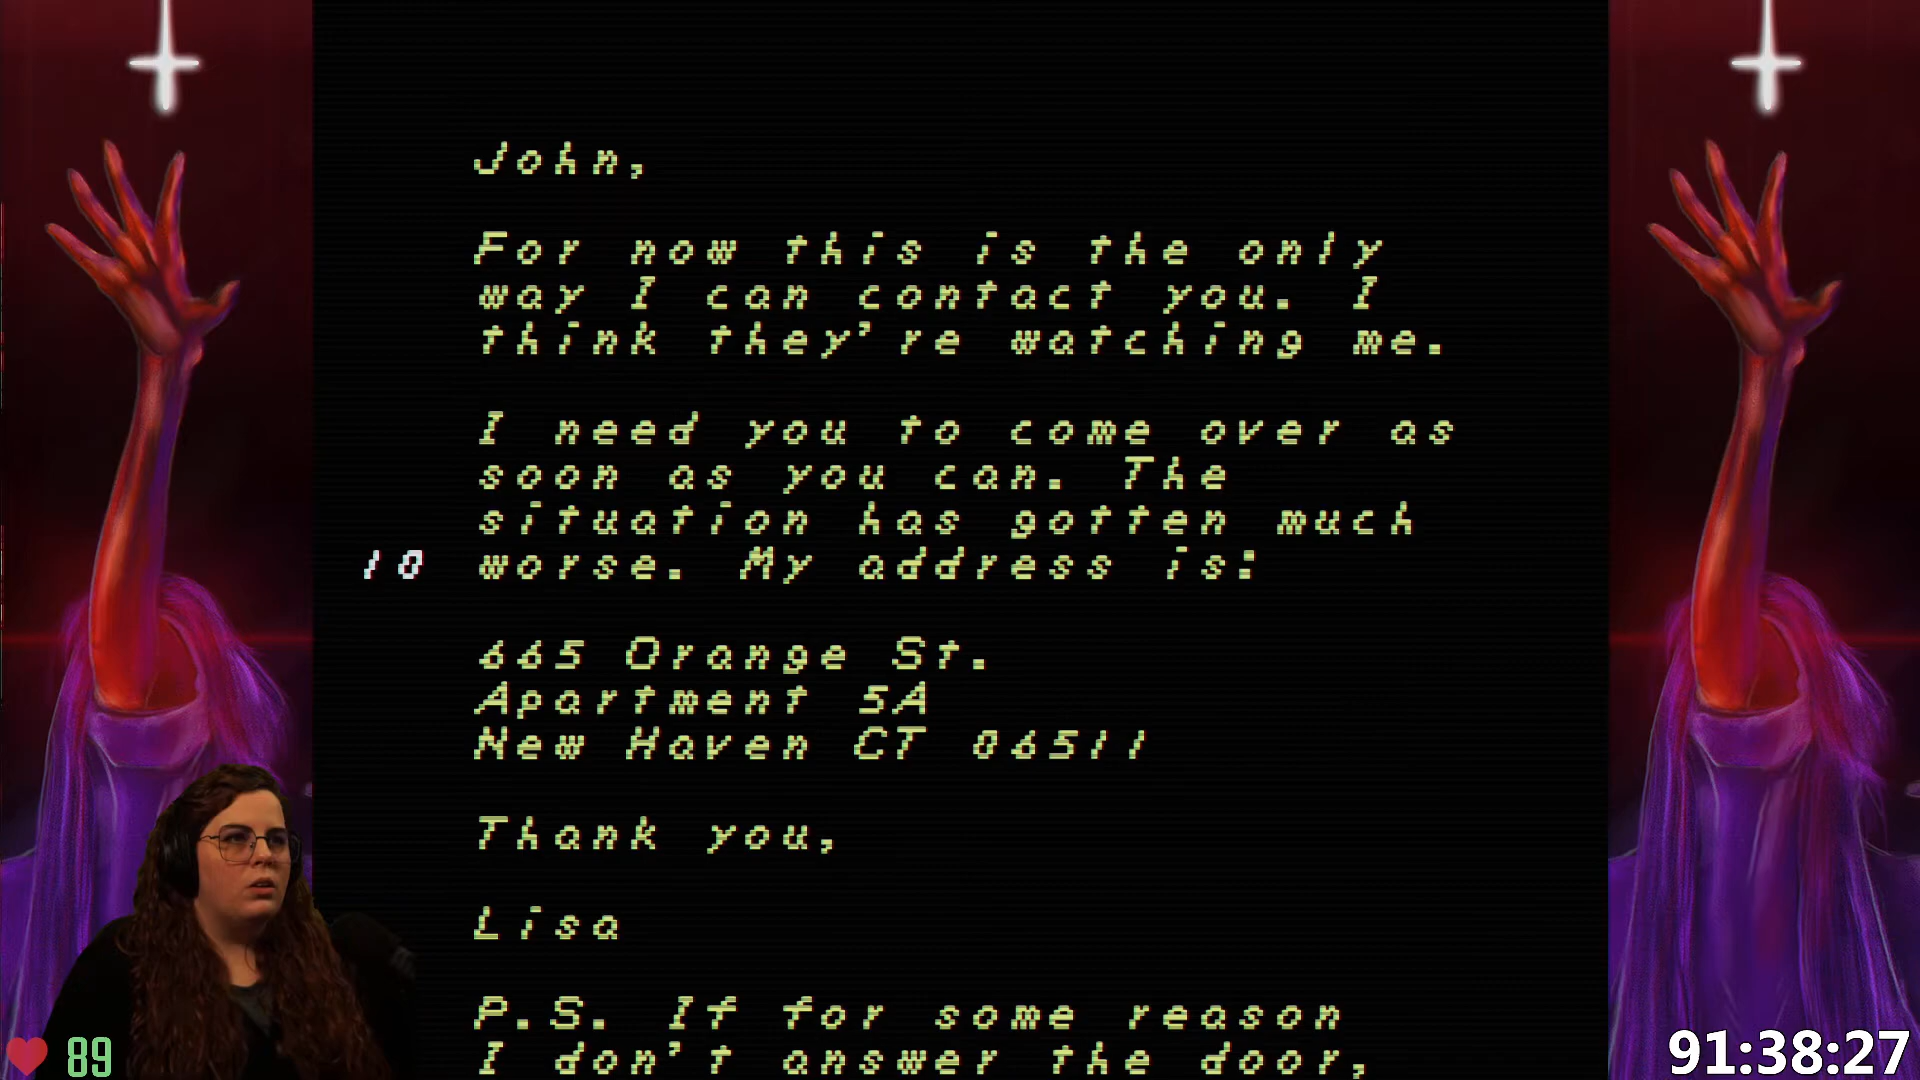 John,
For now this is the only
way I can contact you. I
think they're watching me.
I need you to come over as
soon as you can. The
situation has gotten much
10 worse. My address is:
665 Orange St.
Apartment 5A
New Haven CT 06511
Thank you,
Lisa
P.S. If for some reason
I don't answer the door,
89
91:38:27